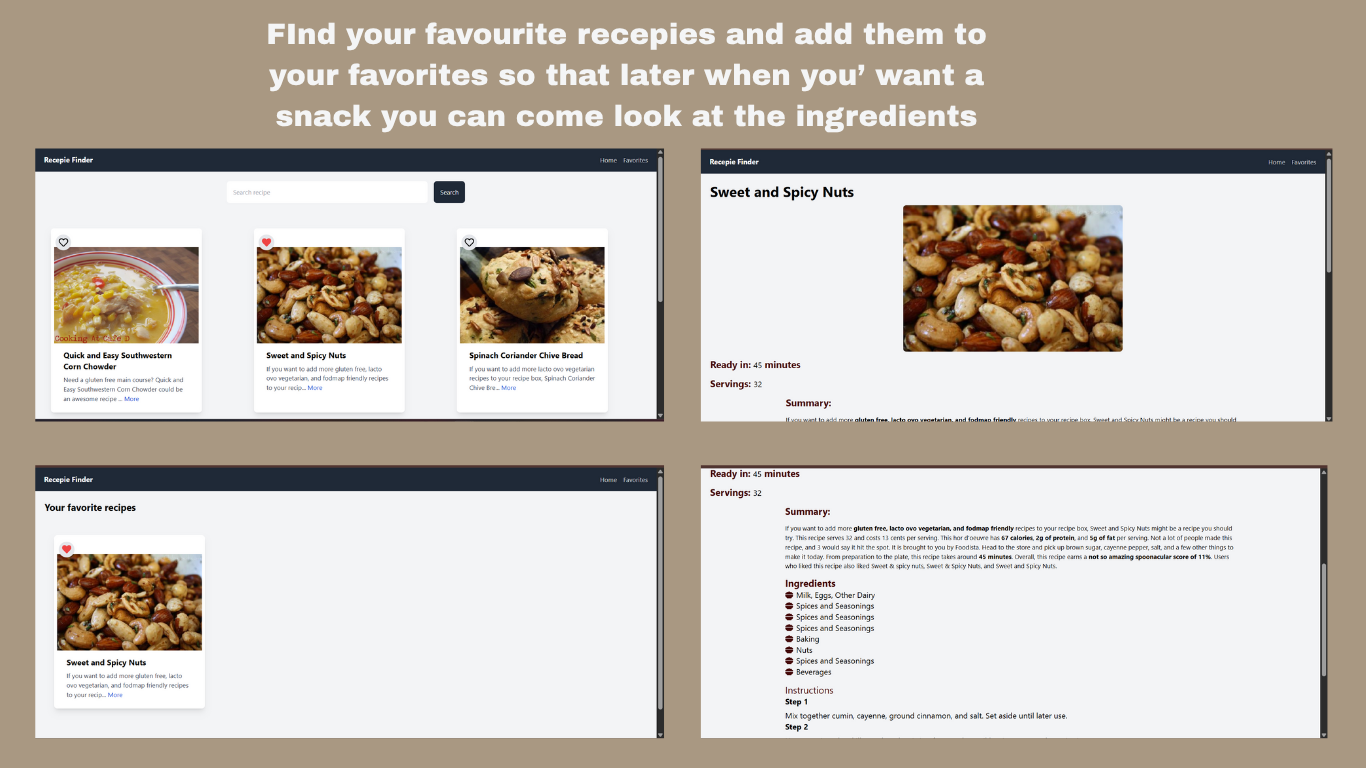 FInd your favourite recepies and add them to
your favorites so that later when you' want a
snack you can come look at the ingredients
Recepie Finder
Home Favorites
Search recipe
Search
Cooking At Cafe D
Quick and Easy Southwestern
Corn Chowder
Need a gluten free main course? Quick and
Easy Southwestern Corn Chowder could be
an awesome recipe ... More
Sweet and Spicy Nuts
If you want to add more gluten free, lacto
ovo vegetarian, and fodmap friendly recipes
to your recip... More
Spinach Coriander Chive Bread
If you want to add more lacto ovo vegetarian
recipes to your recipe box, Spinach Coriander
Chive Bre... More
Recepie Finder
Home Favorites
Sweet and Spicy Nuts
Ready in: 45 minutes
Servings: 32
Summary:
If you want to add more gluten free, lacto ovo vegetarian, and fodmap friendly recipes to your recipe box, Sweet and Spicy Nuts might be a recipe you should
Recepie Finder
Home Favorites
Your favorite recipes
Sweet and Spicy Nuts
If you want to add more gluten free, lacto
ovo vegetarian, and fodmap friendly recipes
to your recip... More
Ready in: 45 minutes
Servings: 32
Summary:
If you want to add more gluten free, lacto ovo vegetarian, and fodmap friendly recipes to your recipe box, Sweet and Spicy Nuts might be a recipe you should
try. This recipe serves 32 and costs 13 cents per serving. This hor d'oeuvre has 67 calories, 2g of protein, and 5g of fat per serving. Not a lot of people made this
recipe, and 3 would say it hit the spot. It is brought to you by Foodista. Head to the store and pick up brown sugar, cayenne pepper, salt, and a few other things to
make it today. From preparation to the plate, this recipe takes around 45 minutes. Overall, this recipe earns a not so amazing spoonacular score of 11%. Users
who liked this recipe also liked Sweet & spicy nuts, Sweet & Spicy Nuts, and Sweet and Spicy Nuts.
Ingredients
Milk, Eggs, Other Dairy
Spices and Seasonings
Spices and Seasonings
Spices and Seasonings
Baking
Nuts
Spices and Seasonings
Beverages
Instructions
Step 1
Mix together cumin, cayenne, ground cinnamon, and salt. Set aside until later use.
Step 2